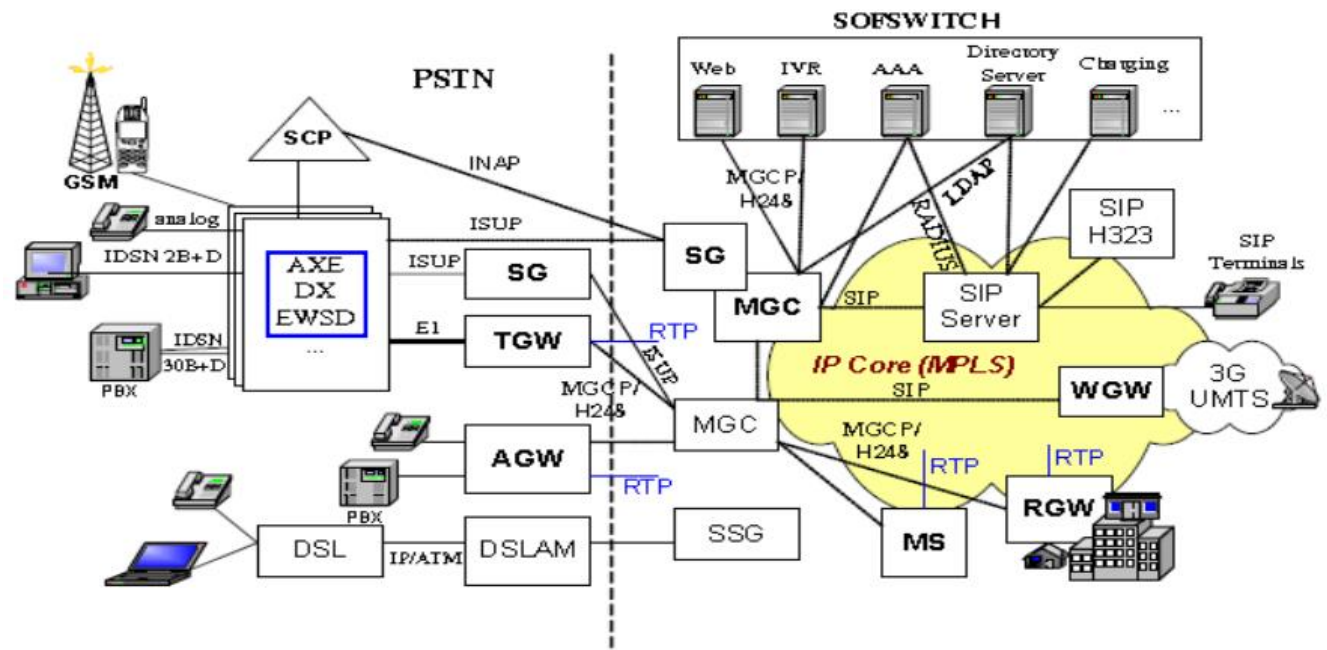 SOFSWITCH
PSTN
Web
IVR
AAA
Directory
Server
Charging
...
SCP
GSM
INAP
MGCP/
H248
LDAP
RADIUS
analog
ISUP
IDSN 2B+D
AXE
DX
EWSD
...
ISUP
SG
SG
MGC
SIP
SIP
Server
SIP
H323
SIP
Terminals
IDSN
30B+D
PBX
E1
TGW
RTP
ISUP
IP Core (MPLS)
SIP
WGW
3G
UMTS
MGCP/
H248
MGC
MGCP/
H248
AGW
RTP
PBX
RTP
RTP
RGW
MS
DSL
IP/ATM
DSLAM
SSG